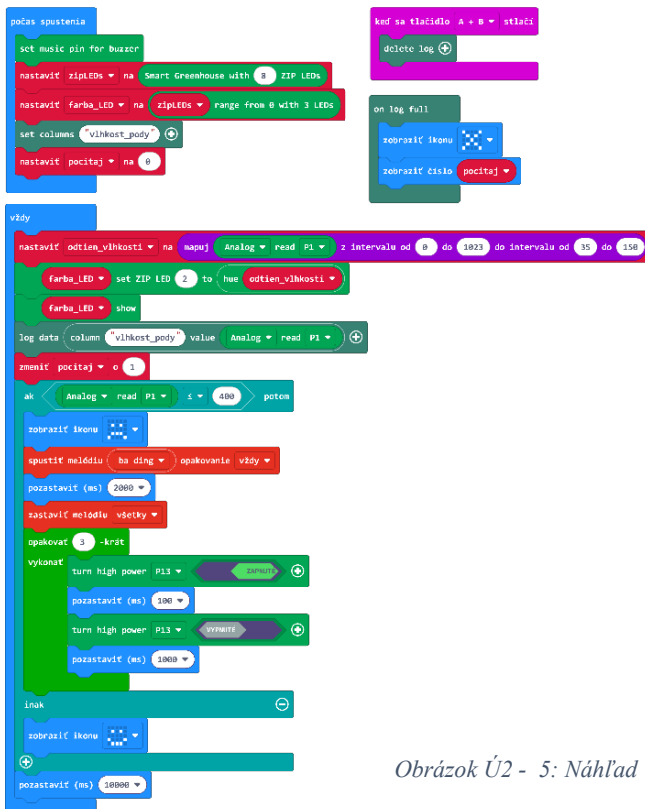 počas spustenia
set music pin for buzzer
nastaviť zipLEDs na Smart Greenhouse with 8 ZIP LEDs
nastaviť farba_LED na zipLEDs range from 0 with 3 LEDs
set columns "vlhkost_pody"
nastaviť pocitaj na 0
keď sa tlačidlo A + B stlačí
delete log
on log full
zobraziť ikonu
zobraziť číslo pocitaj
vždy
nastaviť odtien_vlhkosti na mapuj Analog read P1 z intervalu od 0 do 1023 do intervalu od 35 do 150
farba_LED set ZIP LED 2 to hue odtien_vlhkosti
farba_LED show
log data column "vlhkost_pody" value Analog read P1
zmeniť pocitaj o 1
ak Analog read P1 ≤ 400 potom
zobraziť ikonu
spustiť melódiu ba ding opakovanie vždy
pozastaviť (ms) 2000
zastaviť melódiu všetky
opakovať 3 -krát
vykonať
turn high power P13 ZAPNUTE
pozastaviť (ms) 100
turn high power P13 VYPNUTE
pozastaviť (ms) 1000
inak
zobraziť ikonu
pozastaviť (ms) 10000
Obrázok Ú2 - 5: Náhľad